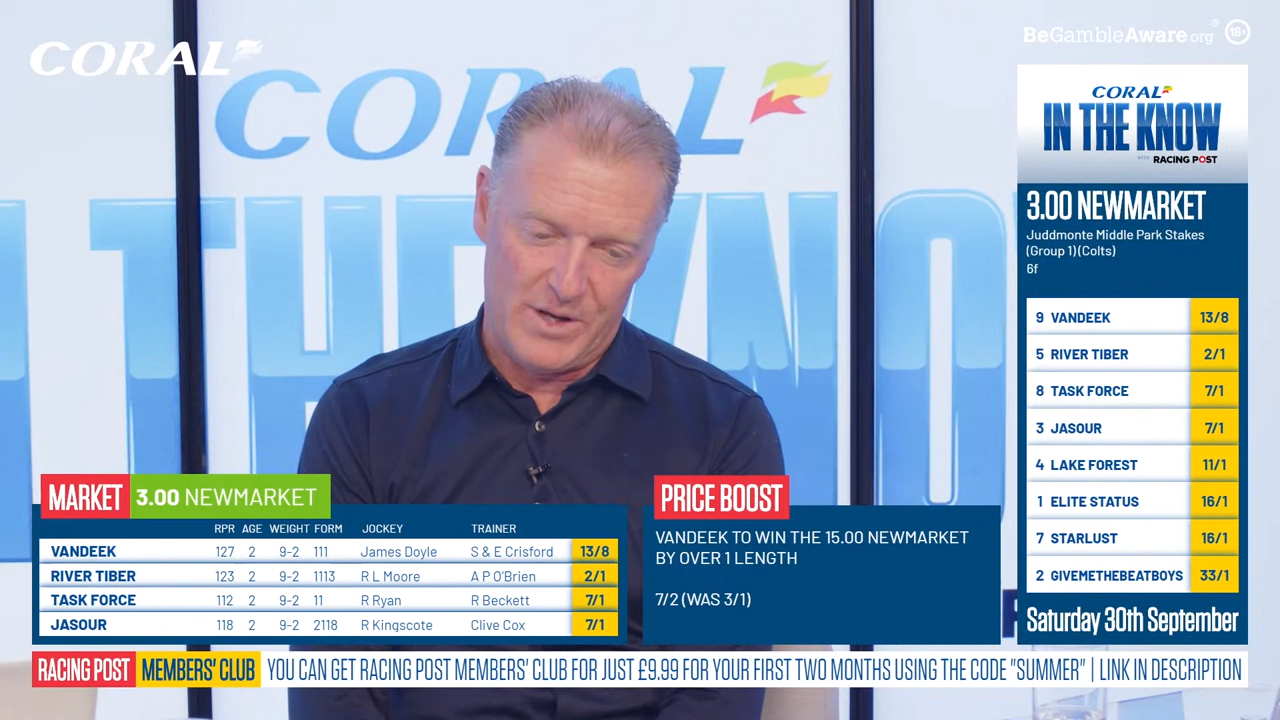 CORAL
BeGambleAware.org®
18+
CORAL
THE KNO
CORAL
IN THE KNOW
WITH RACING POST
3.00 NEWMARKET
Juddmonte Middle Park Stakes
(Group 1)(Colts)
6f
9 VANDEEK 13/8
5 RIVER TIBER 2/1
8 TASK FORCE 7/1
3 JASOUR 7/1
4 LAKE FOREST 11/1
1 ELITE STATUS 16/1
7 STARLUST 16/1
2 GIVEMETHEBEATBOYS 33/1
Saturday 30th September
MARKET 3.00 NEWMARKET
RPR AGE WEIGHT FORM JOCKEY TRAINER
VANDEEK 127 2 9-2 111 James Doyle S & E Crisford 13/8
RIVER TIBER 123 2 9-2 1113 R L Moore A P O'Brien 2/1
TASK FORCE 112 2 9-2 11 R Ryan R Beckett 7/1
JASOUR 118 2 9-2 2118 R Kingscote Clive Cox 7/1
PRICE BOOST
VANDEEK TO WIN THE 15.00 NEWMARKET
BY OVER 1 LENGTH
7/2 (WAS 3/1)
RACING POST MEMBERS' CLUB YOU CAN GET RACING POST MEMBERS' CLUB FOR JUST £9.99 FOR YOUR FIRST TWO MONTHS USING THE CODE "SUMMER" | LINK IN DESCRIPTION